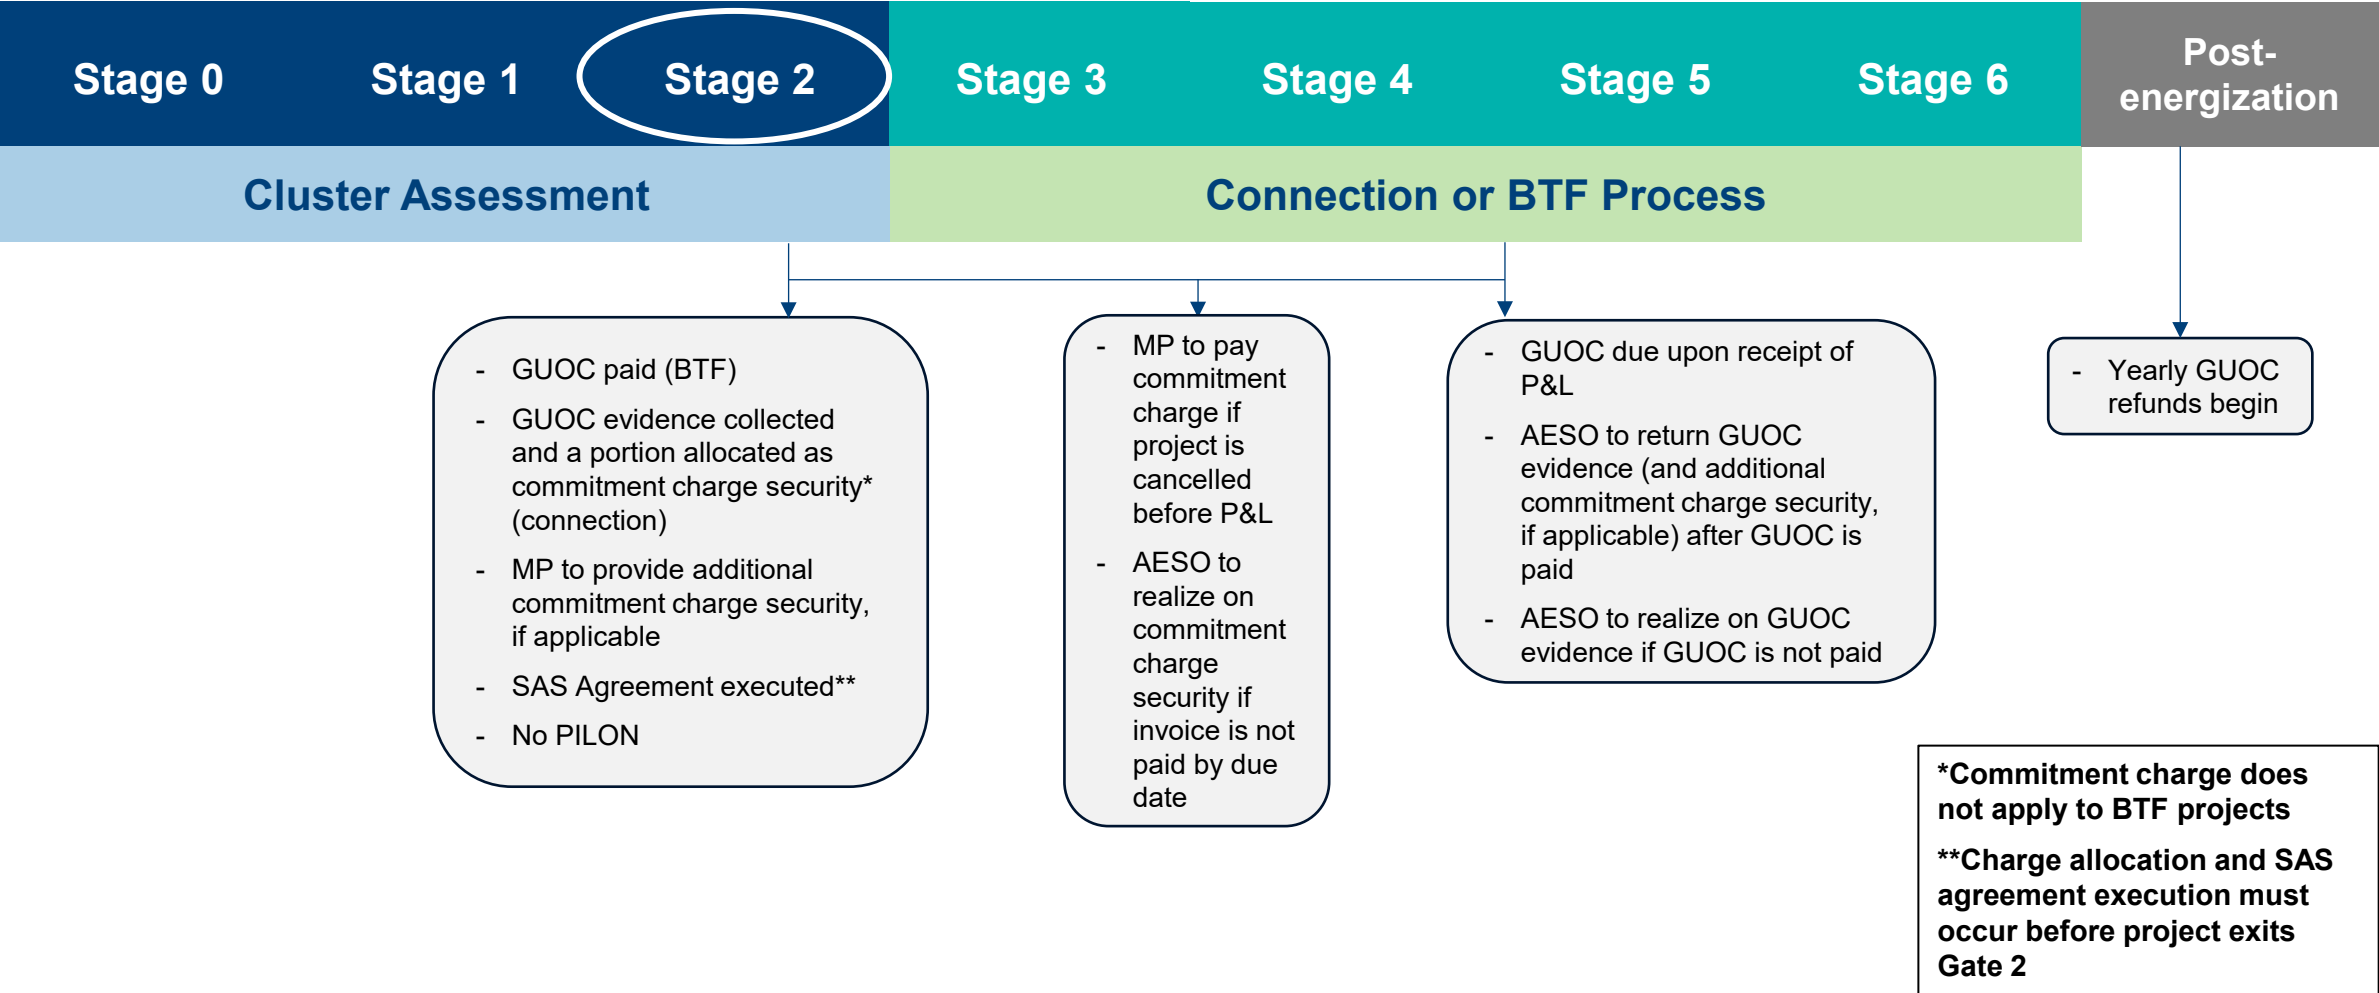 Stage 0
Stage 1
Stage 2
Stage 3
Stage 4
Stage 5
Stage 6
Post-
energization
Cluster Assessment
Connection or BTF Process
- GUOC paid (BTF)
- GUOC evidence collected
and a portion allocated as
commitment charge security*
(connection)
- MP to provide additional
commitment charge security,
if applicable
- SAS Agreement executed**
- No PILON
- MP to pay
commitment
charge if
project is
cancelled
before P&L
- AESO to
realize on
commitment
charge
security if
invoice is not
paid by due
date
- GUOC due upon receipt of
P&L
- AESO to return GUOC
evidence (and additional
commitment charge security,
if applicable) after GUOC is
paid
- AESO to realize on GUOC
evidence if GUOC is not paid
- Yearly GUOC
refunds begin
*Commitment charge does
not apply to BTF projects
**Charge allocation and SAS
agreement execution must
occur before project exits
Gate 2